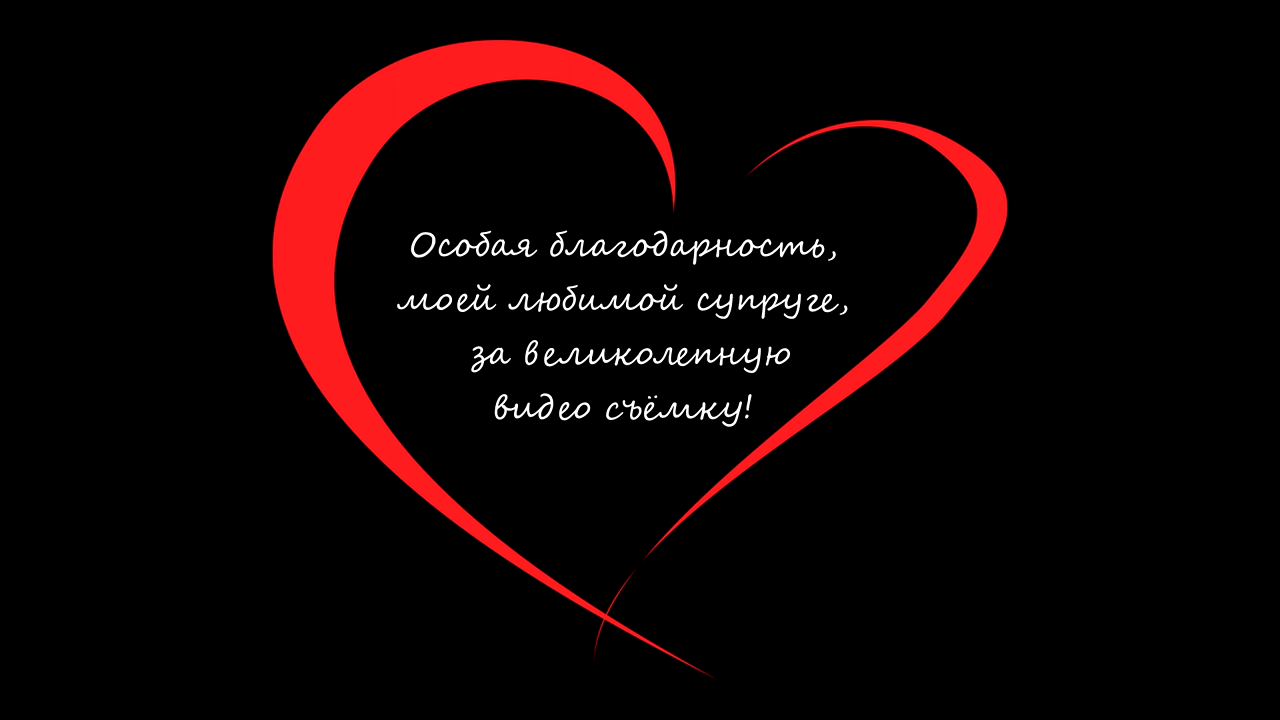 Особая благодарность,
моей любимой супруге,
за великолепную
видео съёмку!